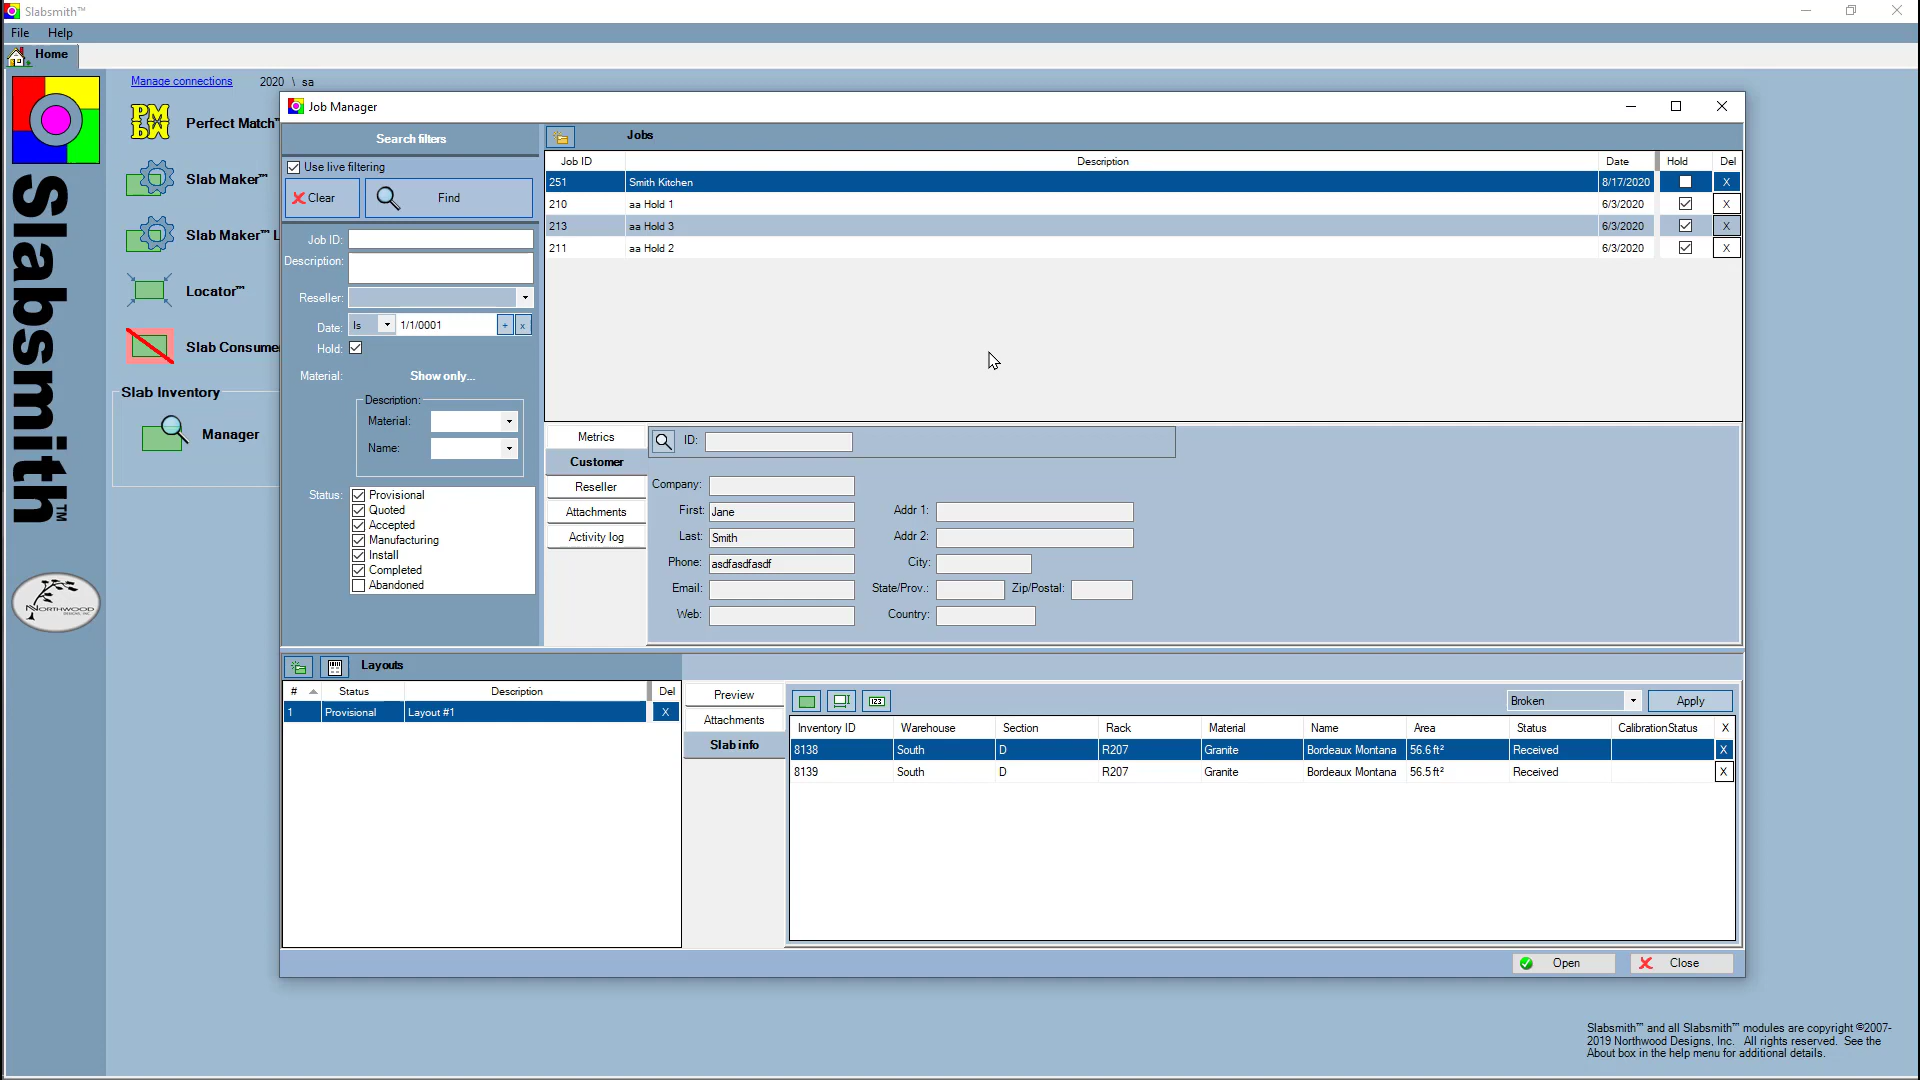 Slabsmith™
File Help
Home
Manage connections 2020 \ sa
Perfect Match™
Slab Maker™
Slab Maker™ L
Locator™
Slab Consume
Slab Inventory
Manager
Slabsmith™
NORTHWOOD
DESIGNS, INC.
Job Manager
Search filters
Use live filtering
Clear Find
Job ID:
Description:
Reseller:
Date: Is 1/1/0001 + x
Hold:
Material: Show only...
Description:
Material:
Name:
Status: Provisional
Quoted
Accepted
Manufacturing
Install
Completed
Abandoned
Jobs
Job ID Description Date Hold Del
251 Smith Kitchen 8/17/2020 X
210 aa Hold 1 6/3/2020 X
213 aa Hold 3 6/3/2020 X
211 aa Hold 2 6/3/2020 X
Metrics
Customer
Reseller
Attachments
Activity log
ID:
Company:
First: Jane Addr 1:
Last: Smith Addr 2:
Phone: asdfasdfasdf City:
Email: State/Prov.: Zip/Postal:
Web: Country:
Layouts
# Status Description Del
1 Provisional Layout #1 X
Preview
Attachments
Slab info
123 Broken Apply
Inventory ID Warehouse Section Rack Material Name Area Status CalibrationStatus X
8138 South D R207 Granite Bordeaux Montana 56.6 ft² Received X
8139 South D R207 Granite Bordeaux Montana 56.5 ft² Received X
Open Close
Slabsmith™ and all Slabsmith™ modules are copyright ©2007-
2019 Northwood Designs, Inc. All rights reserved. See the
About box in the help menu for additional details.